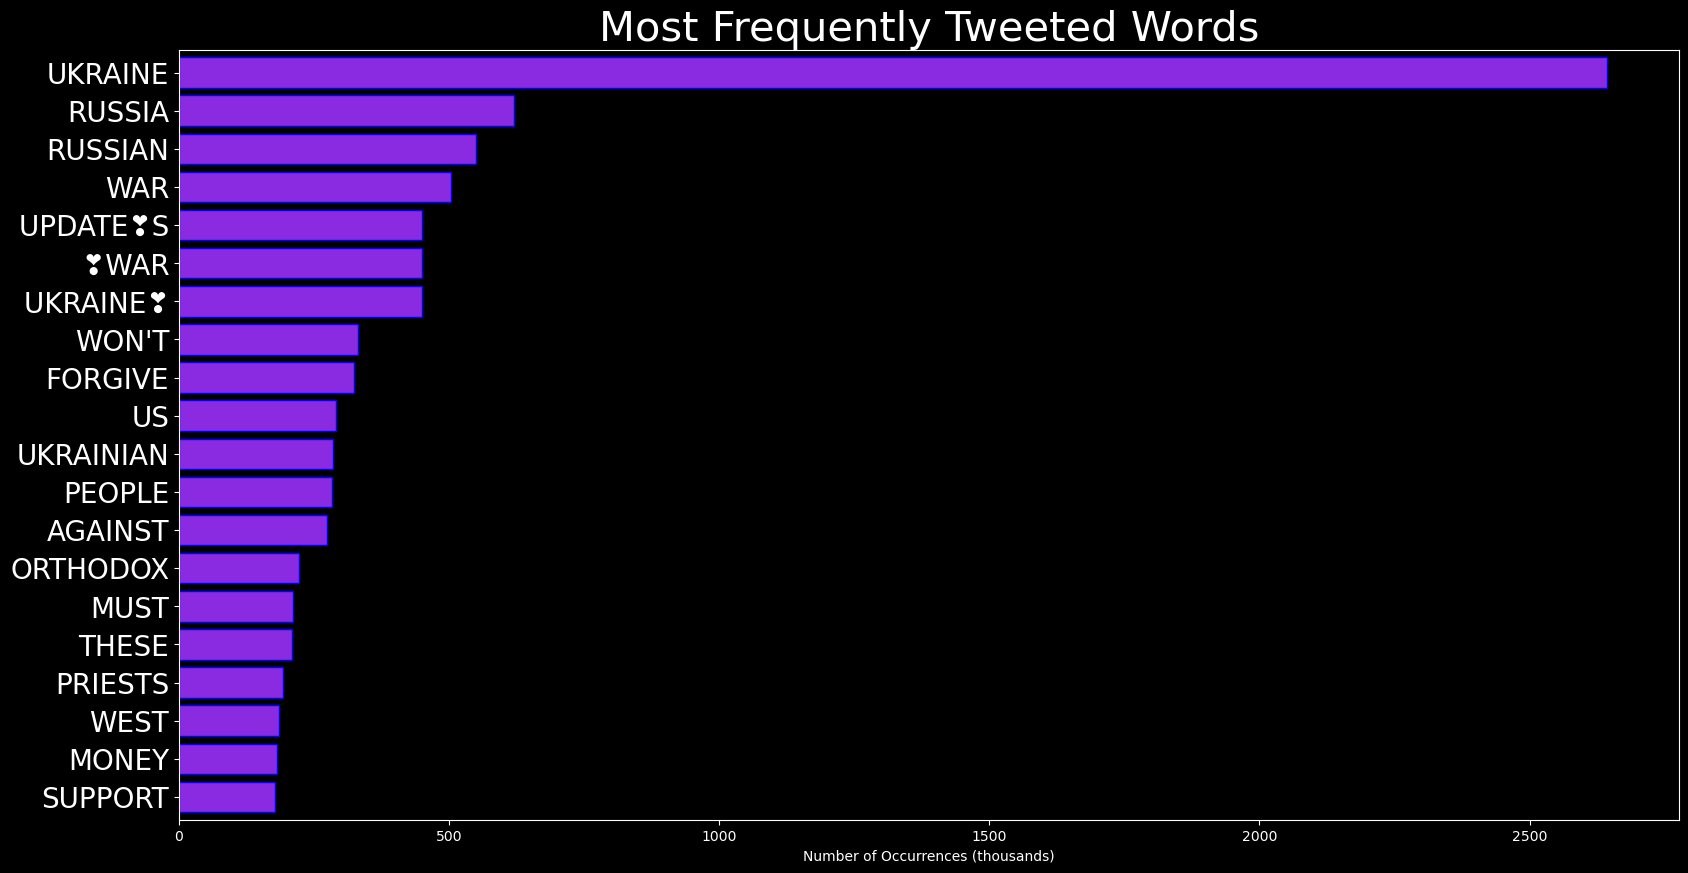 Most Frequently Tweeted Words
UKRAINE
RUSSIA
RUSSIAN
WAR
UPDATE❣S
❣WAR
UKRAINE❣
WON'T
FORGIVE
US
UKRAINIAN
PEOPLE
AGAINST
ORTHODOX
MUST
THESE
PRIESTS
WEST
MONEY
SUPPORT
0 500 1000 1500 2000 2500
Number of Occurrences (thousands)